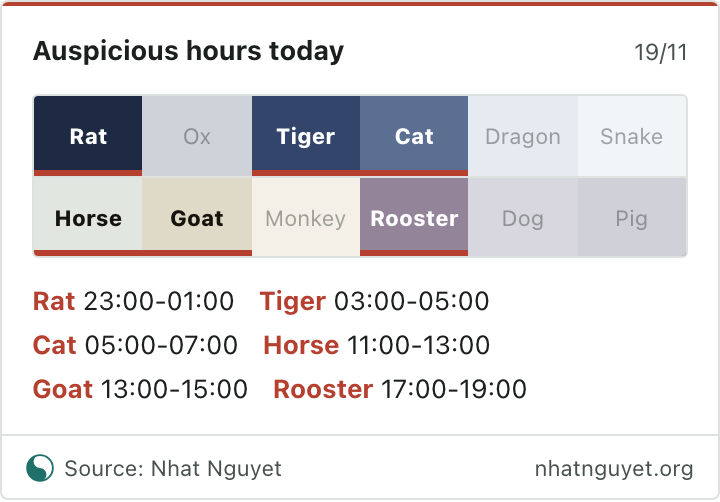 Auspicious hours today 19/11
Rat Ox Tiger Cat Dragon Snake
Horse Goat Monkey Rooster Dog Pig
Rat 23:00-01:00 Tiger 03:00-05:00
Cat 05:00-07:00 Horse 11:00-13:00
Goat 13:00-15:00 Rooster 17:00-19:00
Source: Nhat Nguyet nhatnguyet.org